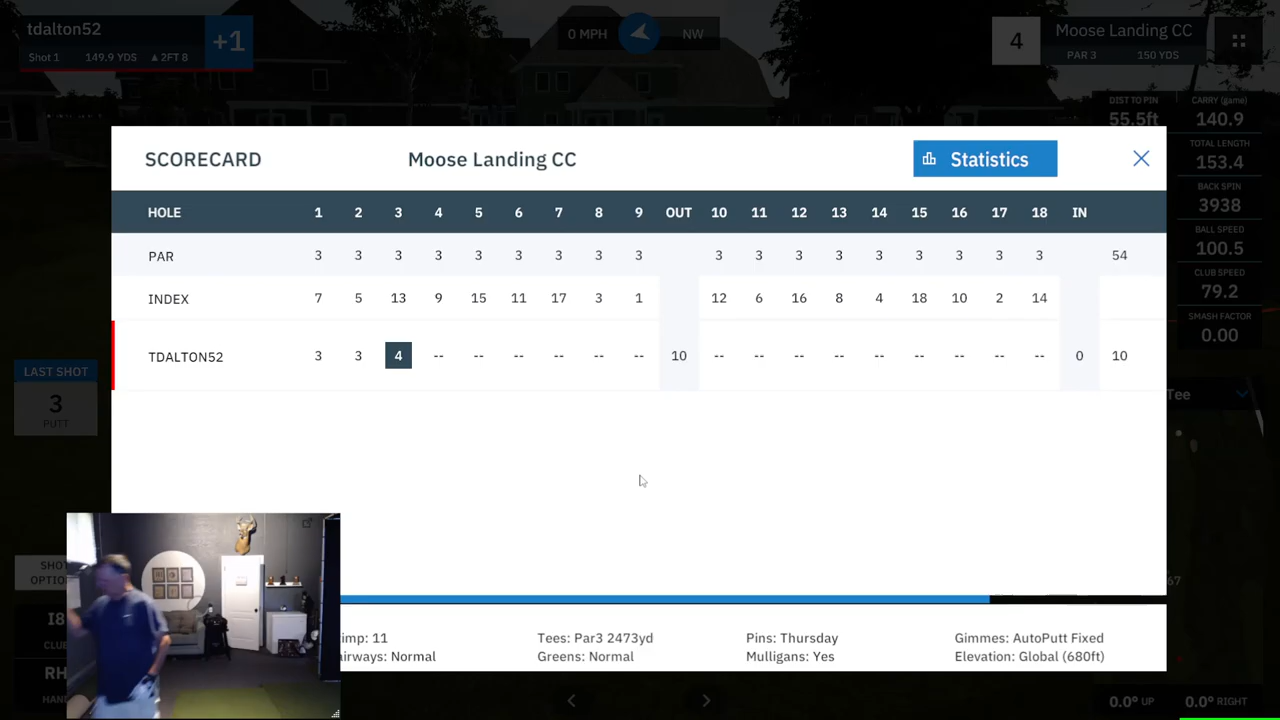 tdalton52
Shot 1 149.9 YDS ▲2FT 8
+1
0 MPH NW
4
Moose Landing CC
PAR 3 150 YDS
DIST TO PIN
55.5ft
CARRY (game)
140.9
TOTAL LENGTH
153.4
BACK SPIN
3938
BALL SPEED
100.5
CLUB SPEED
79.2
SMASH FACTOR
0.00
SCORECARD Moose Landing CC Statistics
HOLE 1 2 3 4 5 6 7 8 9 OUT 10 11 12 13 14 15 16 17 18 IN
PAR 3 3 3 3 3 3 3 3 3 3 3 3 3 3 3 3 3 3 54
INDEX 7 5 13 9 15 11 17 3 1 12 6 16 8 4 18 10 2 14
TDALTON52 3 3 4 -- -- -- -- -- -- 10 -- -- -- -- -- -- -- -- -- 0 10
LAST SHOT
3
PUTT
Tee
67
SHOT
OPTIO
I8
CLU
RH
HAN
imp: 11 Tees: Par3 2473yd Pins: Thursday Gimmes: AutoPutt Fixed
airways: Normal Greens: Normal Mulligans: Yes Elevation: Global (680ft)
0.0° UP 0.0° RIGHT